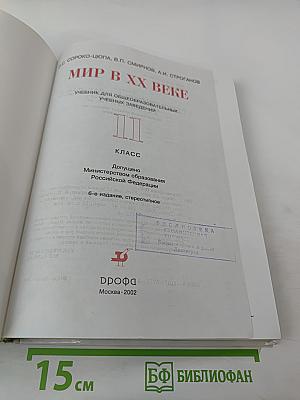 СОРОКО-ЦЮПА, В.П. СМИРНОВ, А.И. СТРОГАНОВ
МИР В XX ВЕКЕ
УЧЕБНИК ДЛЯ ОБЩЕОБРАЗОВАТЕЛЬНЫХ
УЧЕБНЫХ ЗАВЕДЕНИЙ
11
КЛАСС
Допущено
Министерством образования
Российской Федерации
6-е издание, стереотипное
дрофа
Москва · 2002
15 см
БФ БИБЛИОФАН